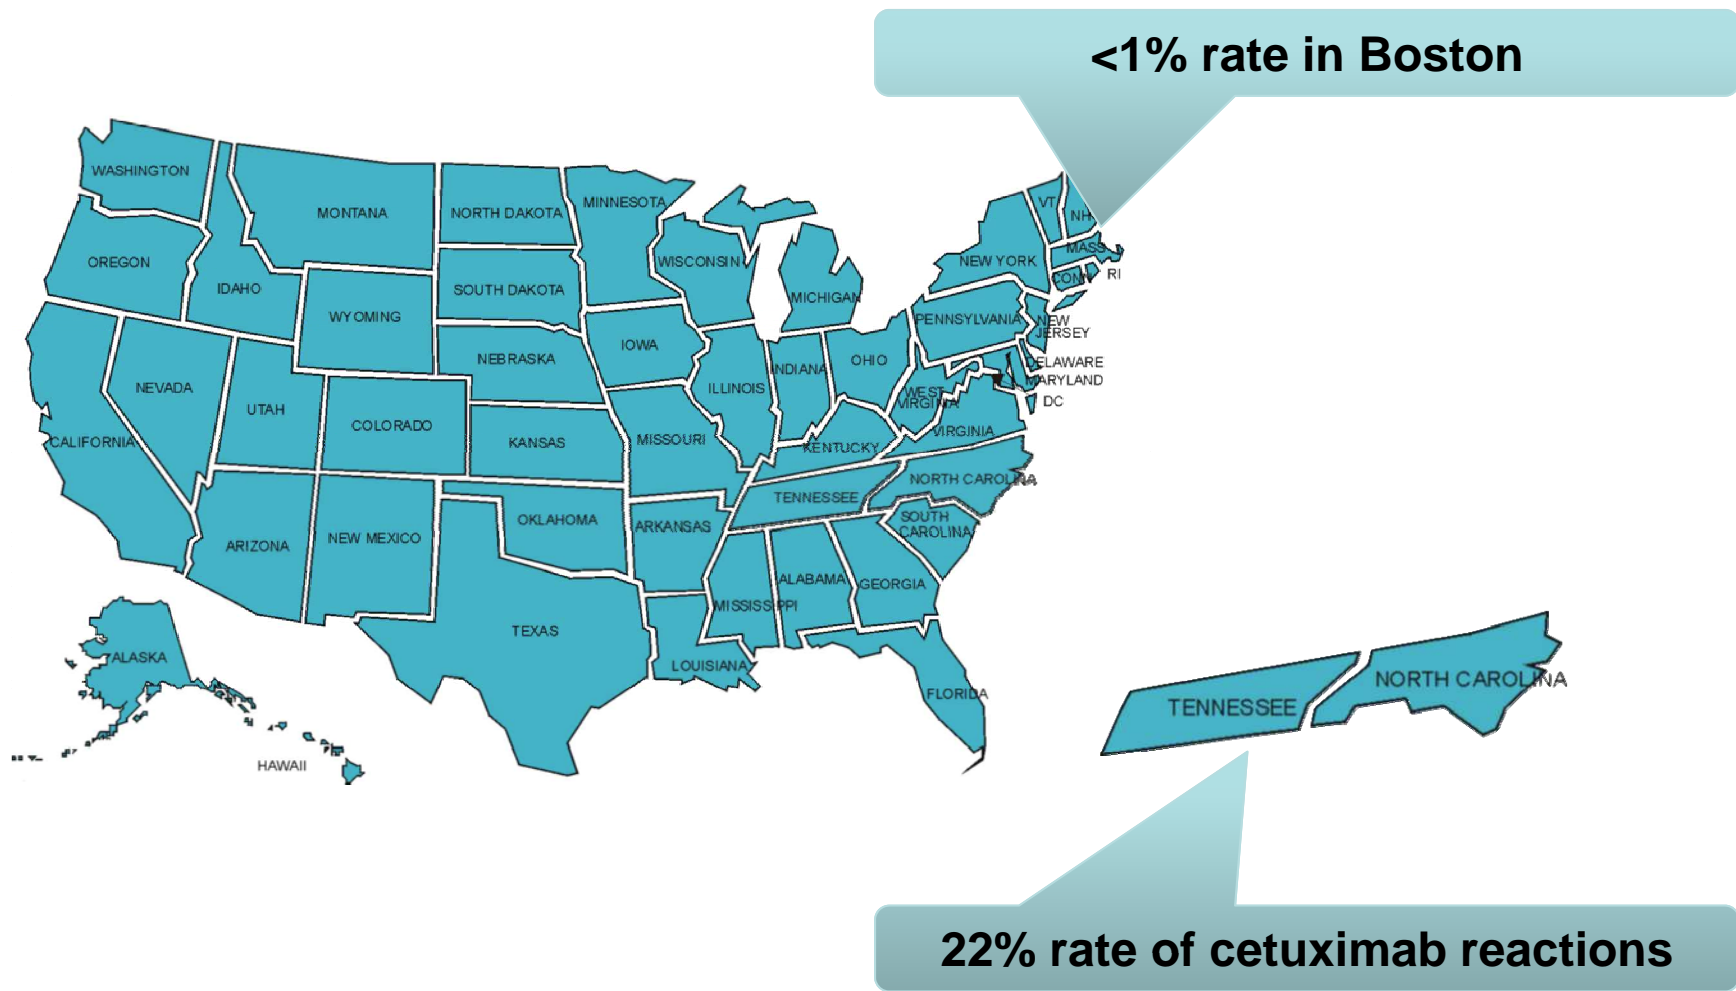 <1% rate in Boston
WASHINGTON
MONTANA
NORTH DAKOTA
MINNESOTA
VT
NH
MASS
OREGON
IDAHO
SOUTH DAKOTA
WISCONSIN
NEW YORK
CONN
RI
WYOMING
MICHIGAN
PENNSYLVANIA
NEW
JERSEY
NEBRASKA
IOWA
OHIO
DELAWARE
MARYLAND
DC
NEVADA
UTAH
ILLINOIS
INDIANA
WEST
VIRGINIA
COLORADO
KANSAS
MISSOURI
KENTUCKY
VIRGINIA
CALIFORNIA
TENNESSEE
NORTH CAROLINA
ARIZONA
NEW MEXICO
OKLAHOMA
ARKANSAS
SOUTH
CAROLINA
MISSISSIPPI
ALABAMA
GEORGIA
TEXAS
LOUISIANA
FLORIDA
ALASKA
HAWAII
TENNESSEE
NORTH CAROLINA
22% rate of cetuximab reactions